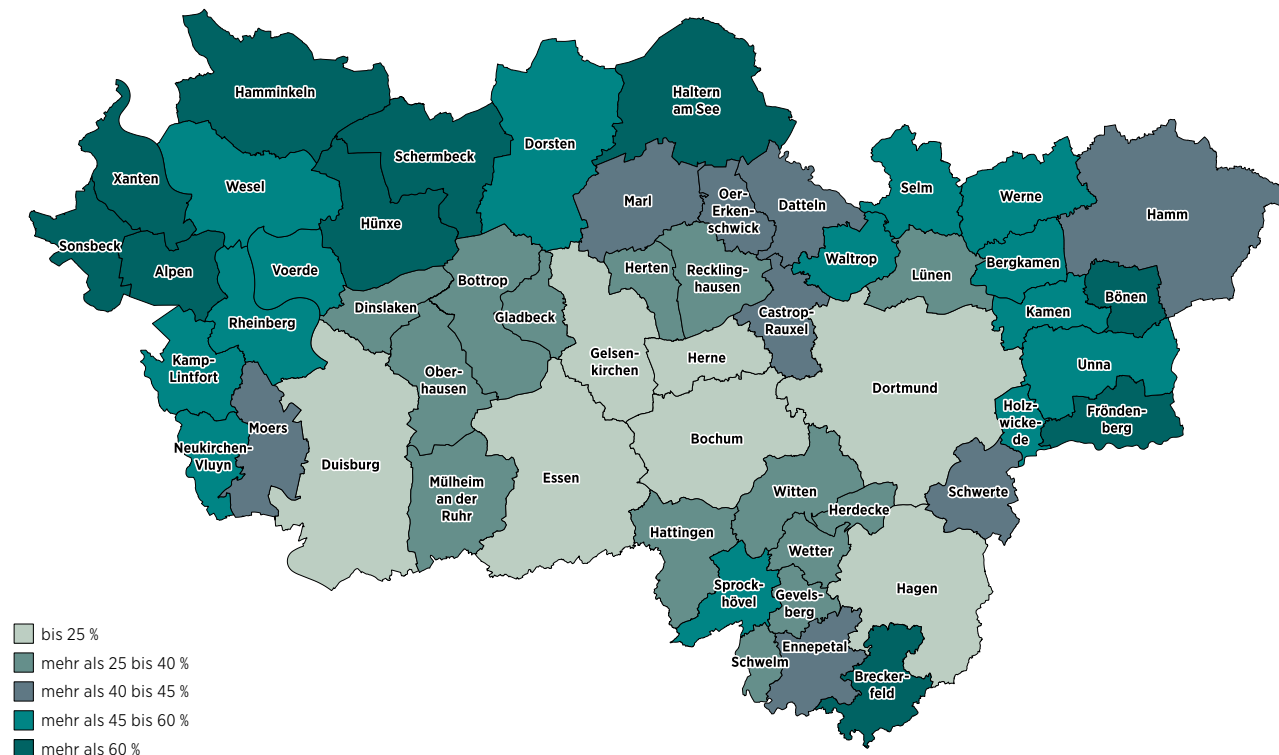 Hamminkeln
Haltern
am See
Dorsten
Schermbeck
Xanten
Wesel
Selm
Werne
Marl
Oer-
Erken-
schwick
Datteln
Hamm
Hünxe
Sonsbeck
Alpen
Voerde
Waltrop
Bergkamen
Lünen
Herten
Reckling-
hausen
Bottrop
Bönen
Dinslaken
Gladbeck
Castrop-
Rauxel
Kamen
Rheinberg
Kamp-
Lintfort
Gelsen-
kirchen
Herne
Unna
Ober-
hausen
Dortmund
Holz-
wicke-
de
Frönden-
berg
Moers
Bochum
Neukirchen-
Vluyn
Duisburg
Essen
Mülheim
an der
Ruhr
Witten
Schwerte
Herdecke
Hattingen
Wetter
Sprock-
hövel
Gevels-
berg
Hagen
Ennepetal
Schwelm
Brecker-
feld
bis 25 %
mehr als 25 bis 40 %
mehr als 40 bis 45 %
mehr als 45 bis 60 %
mehr als 60 %